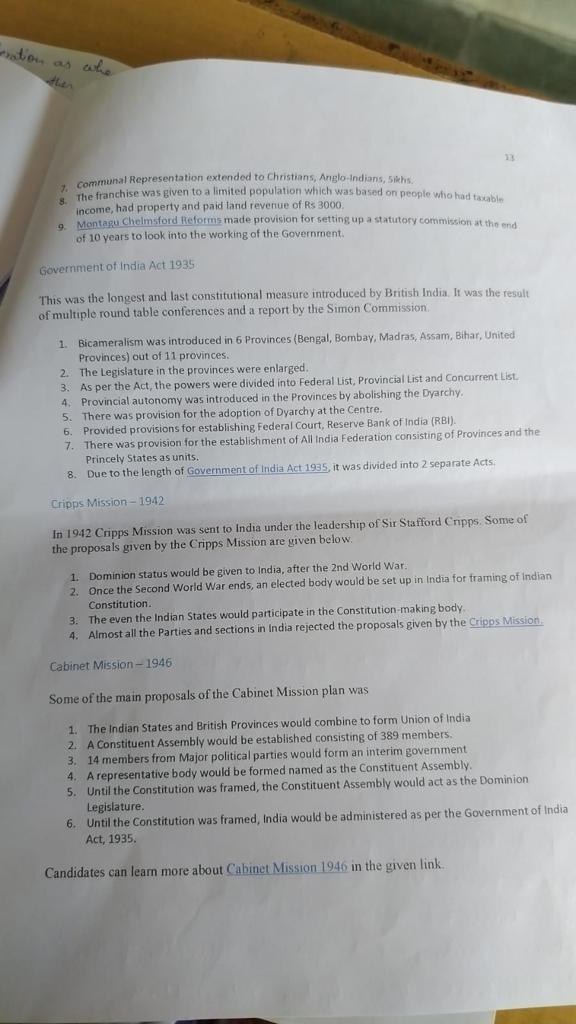 eration as whe
ther
13
7. Communal Representation extended to Christians, Anglo-Indians, Sikhs.
8. The franchise was given to a limited population which was based on people who had taxable
income, had property and paid land revenue of Rs 3000.
9. Montagu Chelmsford Reforms made provision for setting up a statutory commission at the end
of 10 years to look into the working of the Government.
Government of India Act 1935
This was the longest and last constitutional measure introduced by British India. It was the result
of multiple round table conferences and a report by the Simon Commission.
1. Bicameralism was introduced in 6 Provinces (Bengal, Bombay, Madras, Assam, Bihar, United
Provinces) out of 11 provinces.
2. The Legislature in the provinces were enlarged.
3. As per the Act, the powers were divided into Federal List, Provincial List and Concurrent List.
4. Provincial autonomy was introduced in the Provinces by abolishing the Dyarchy.
5. There was provision for the adoption of Dyarchy at the Centre.
6. Provided provisions for establishing Federal Court, Reserve Bank of India (RBI).
7. There was provision for the establishment of All India Federation consisting of Provinces and the
Princely States as units.
8. Due to the length of Government of India Act 1935, it was divided into 2 separate Acts.
Cripps Mission – 1942
In 1942 Cripps Mission was sent to India under the leadership of Sir Stafford Cripps. Some of
the proposals given by the Cripps Mission are given below.
1. Dominion status would be given to India, after the 2nd World War.
2. Once the Second World War ends, an elected body would be set up in India for framing of Indian
Constitution.
3. The even the Indian States would participate in the Constitution-making body.
4. Almost all the Parties and sections in India rejected the proposals given by the Cripps Mission.
Cabinet Mission – 1946
Some of the main proposals of the Cabinet Mission plan was
1. The Indian States and British Provinces would combine to form Union of India
2. A Constituent Assembly would be established consisting of 389 members.
3. 14 members from Major political parties would form an interim government
4. A representative body would be formed named as the Constituent Assembly.
5. Until the Constitution was framed, the Constituent Assembly would act as the Dominion
Legislature.
6. Until the Constitution was framed, India would be administered as per the Government of India
Act, 1935.
Candidates can learn more about Cabinet Mission 1946 in the given link.